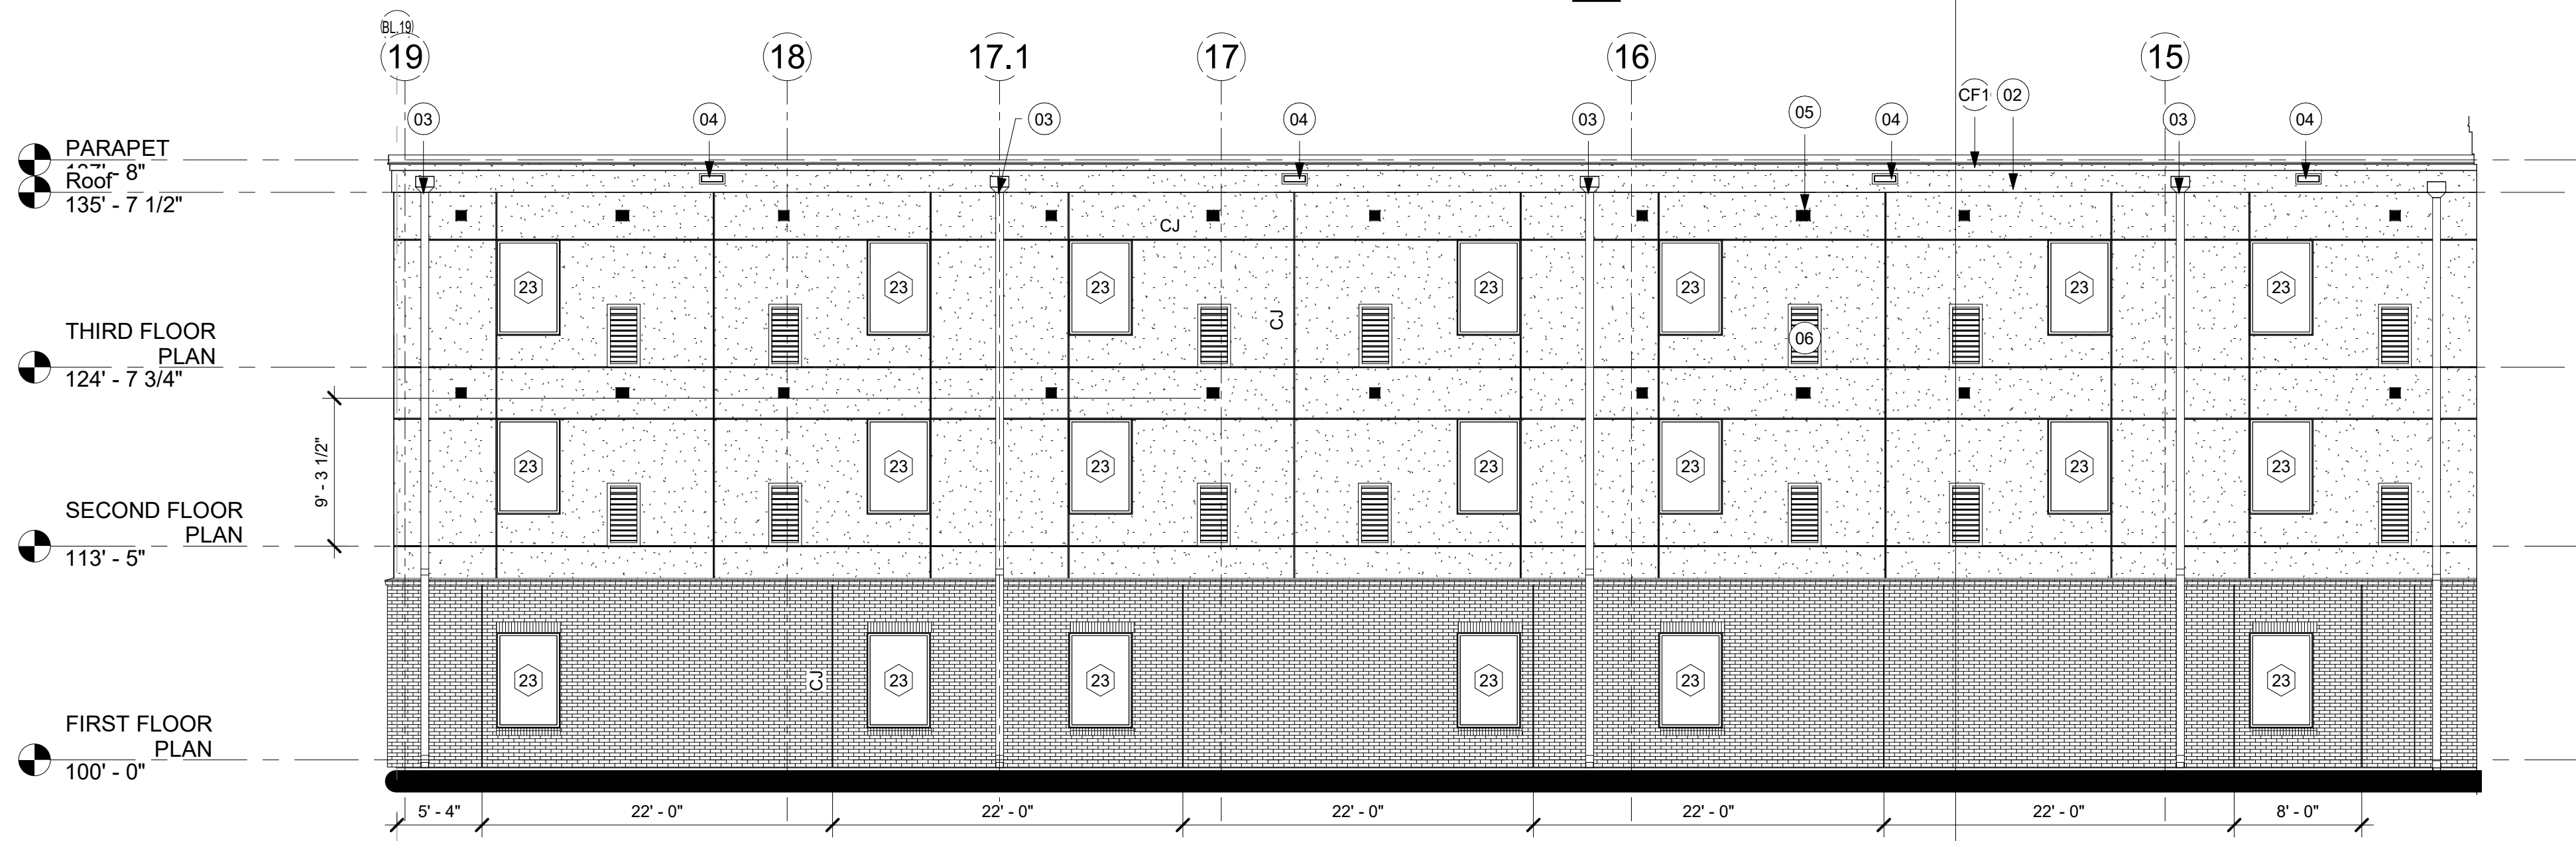 BL.19
19
18
17.1
17
16
15
CF1
02
05
03
04
03
04
03
04
03
04
PARAPET
8"
Roof
135' - 7 1/2"
CJ
23
23
23
23
23
23
23
CJ
06
THIRD FLOOR
PLAN
124' - 7 3/4"
9' - 3 1/2"
23
23
23
23
23
23
23
SECOND FLOOR
PLAN
113' - 5"
23
CJ
23
23
23
23
23
FIRST FLOOR
PLAN
100' - 0"
5' - 4"
22' - 0"
22' - 0"
22' - 0"
22' - 0"
22' - 0"
8' - 0"